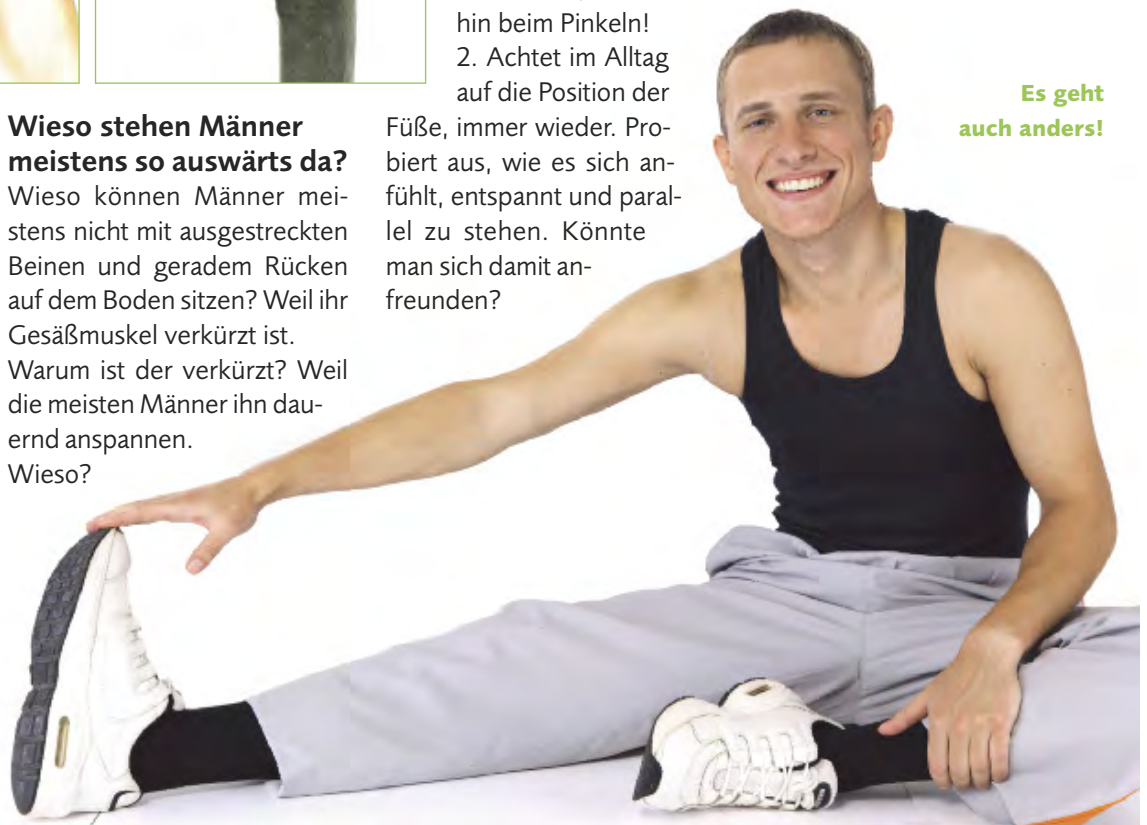 Wieso stehen Männer
meistens so auswärts da?
Wieso können Männer mei-
stens nicht mit ausgestreckten
Beinen und geradem Rücken
auf dem Boden sitzen? Weil ihr
Gesäßmuskel verkürzt ist.
Warum ist der verkürzt? Weil
die meisten Männer ihn dau-
ernd anspannen.
Wieso?
hin beim Pinkeln!
2. Achtet im Alltag
auf die Position der
Füße, immer wieder. Pro-
biert aus, wie es sich an-
fühlt, entspannt und paral-
lel zu stehen. Könnte
man sich damit an-
freunden?
Es geht
auch anders!